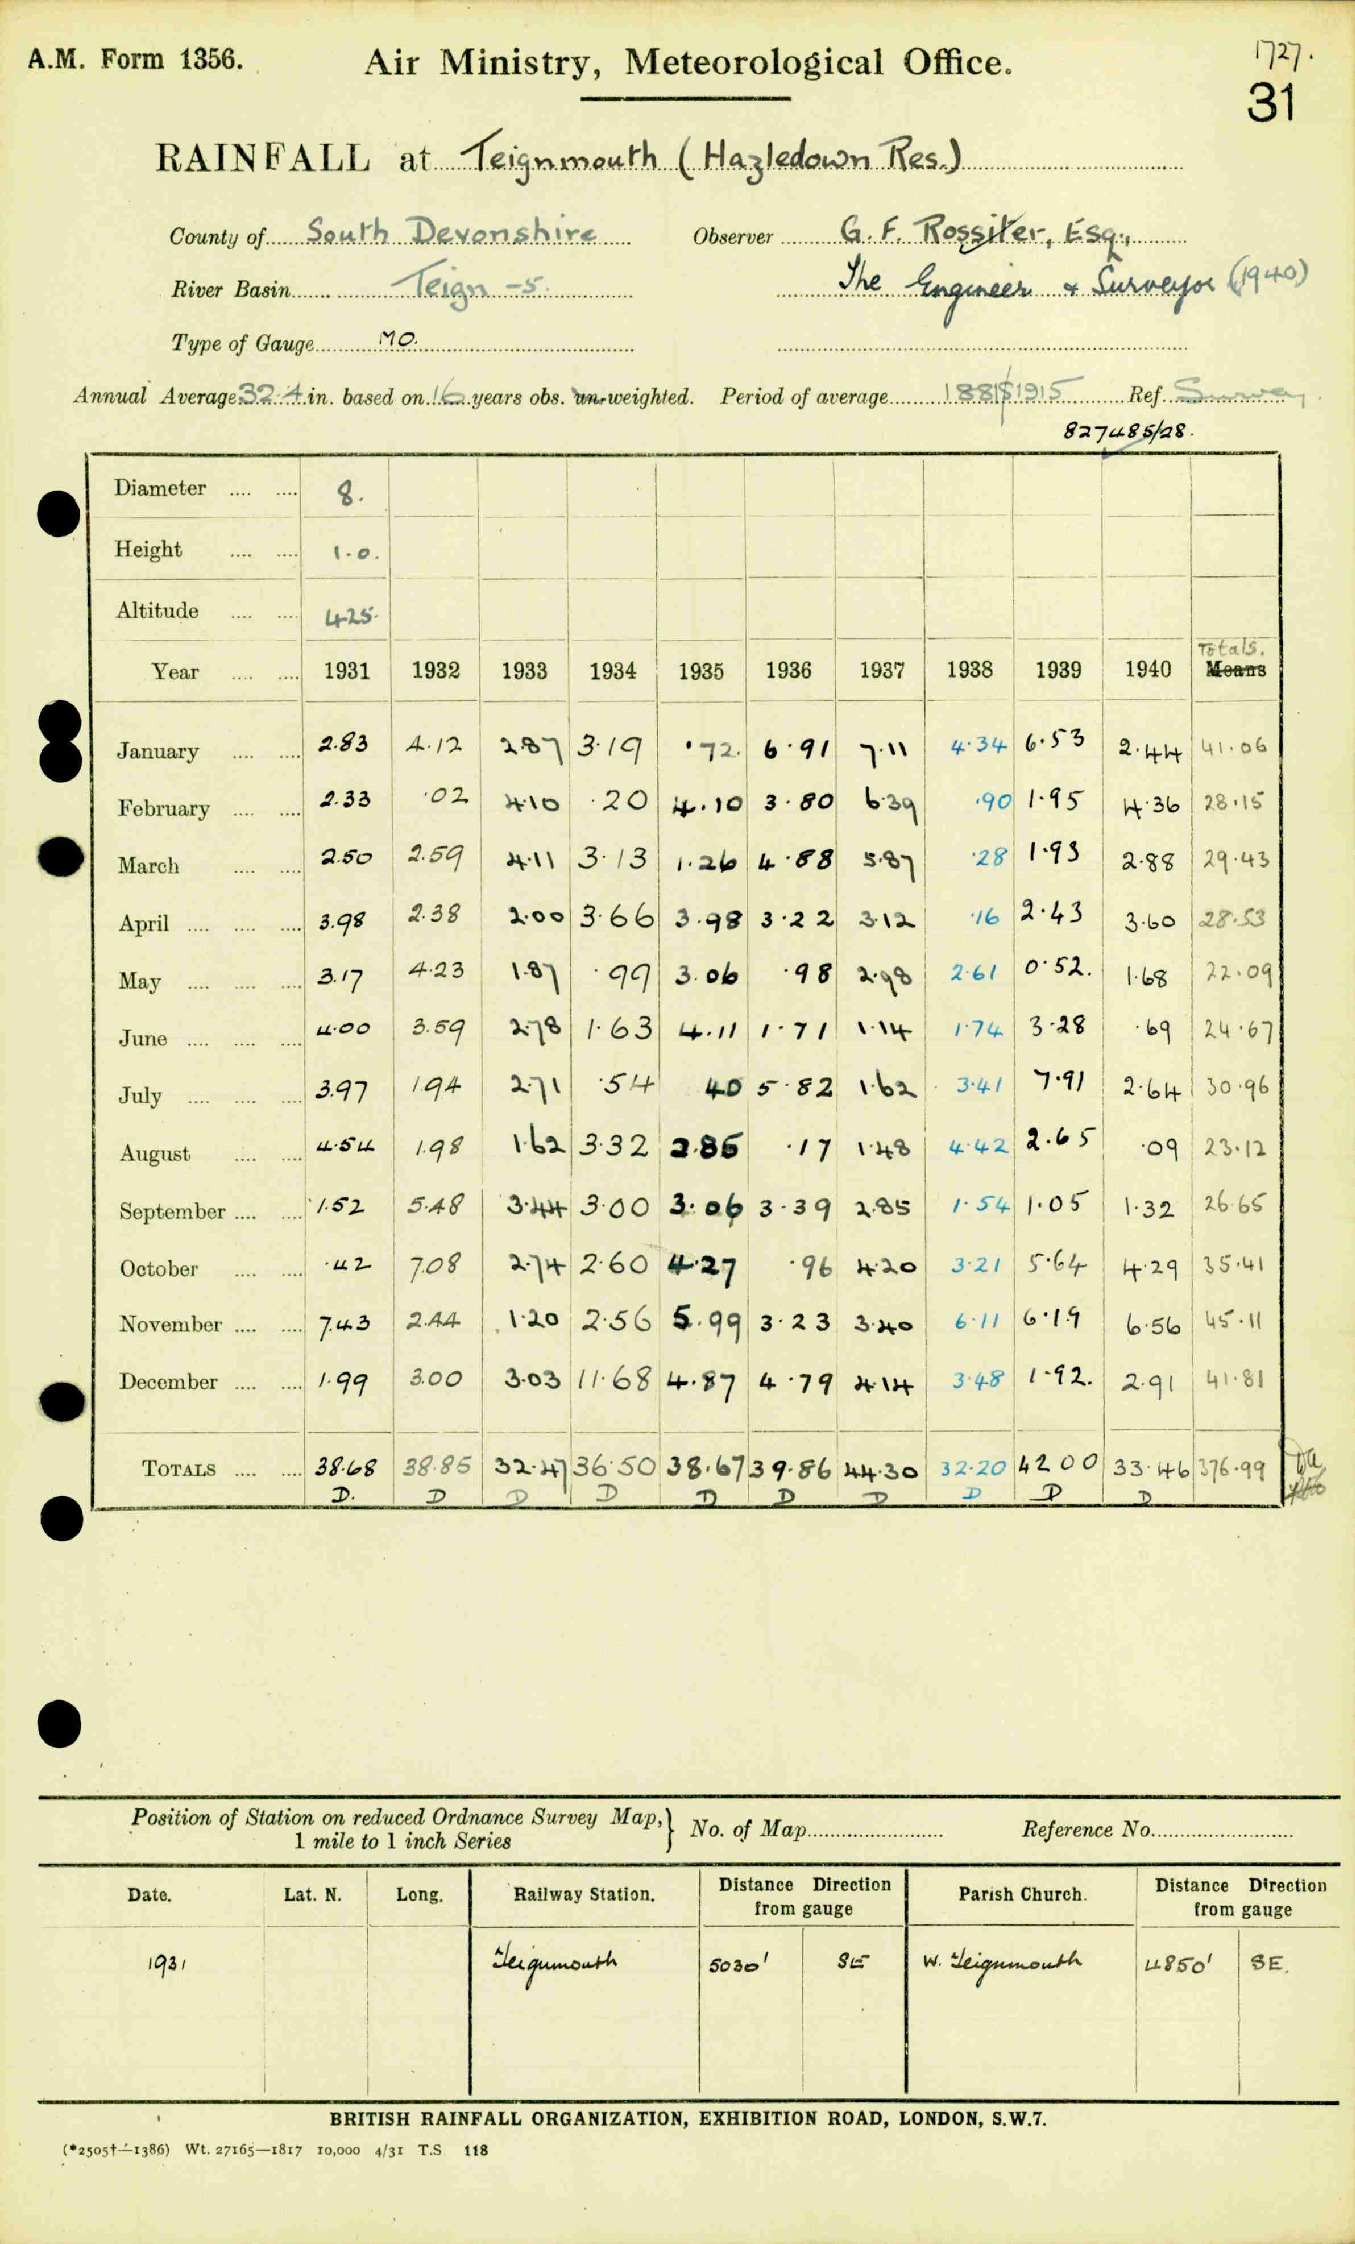 A.M. Form 1356. Air Ministry, Meteorological Office. 1727.
31
RAINFALL at Teignmouth (Hazledown Res.)
County of South Devonshire Observer G. F. Rossiter, Esq.,
River Basin Teign -5. The Engineer & Surveyor (1940)
Type of Gauge MO.
Annual Average 32.4 in. based on 16 years obs. un-weighted. Period of average 1881-1915 Ref. Survey
827485/28.
Diameter .... .... 8.
Height .... .... 1.0.
Altitude .... .... 425.
Totals.
Year .... .... 1931 1932 1933 1934 1935 1936 1937 1938 1939 1940 Means
January .... .... 2.83 4.12 2.87 3.19 .72 6.91 7.11 4.34 6.53 2.44 41.06
February .... .... 2.33 .02 4.10 .20 4.10 3.80 6.39 .90 1.95 4.36 28.15
March .... .... 2.50 2.59 4.11 3.13 1.26 4.88 5.87 .28 1.93 2.88 29.43
April .... .... .... 3.98 2.38 2.00 3.66 3.98 3.22 3.12 .16 2.43 3.60 28.53
May .... .... .... 3.17 4.23 1.87 .99 3.06 .98 2.98 2.61 0.52. 1.68 22.09
June .... .... .... 4.00 3.59 2.78 1.63 4.11 1.71 1.14 1.74 3.28 .69 24.67
July .... .... .... 3.97 1.94 2.71 .54 40 5.82 1.62 3.41 7.91 2.64 30.96
August .... .... 4.54 1.98 1.62 3.32 2.85 .17 1.48 4.42 2.65 .09 23.12
September .... .... 1.52 5.48 3.44 3.00 3.06 3.39 2.85 1.54 1.05 1.32 26.65
October .... .... .42 7.08 2.74 2.60 4.27 .96 4.20 3.21 5.64 4.29 35.41
November .... .... 7.43 2.44 1.20 2.56 5.99 3.23 3.40 6.11 6.19 6.56 45.11
December .... .... 1.99 3.00 3.03 11.68 4.87 4.79 4.14 3.48 1.92. 2.91 41.81
TOTALS .... .... 38.68 38.85 32.47 36.50 38.67 39.86 44.30 32.20 42.00 33.46 376.99
D. D D D D D D D D D
Position of Station on reduced Ordnance Survey Map,} No. of Map Reference No.
1 mile to 1 inch Series
Date. Lat. N. Long. Railway Station. Distance Direction from gauge Parish Church. Distance Direction from gauge
1931 Teignmouth 5030' SE W. Teignmouth 4850' SE.
BRITISH RAINFALL ORGANIZATION, EXHIBITION ROAD, LONDON, S.W.7.
(*2505†—1386) Wt. 27165—1817 10,000 4/31 T.S 118